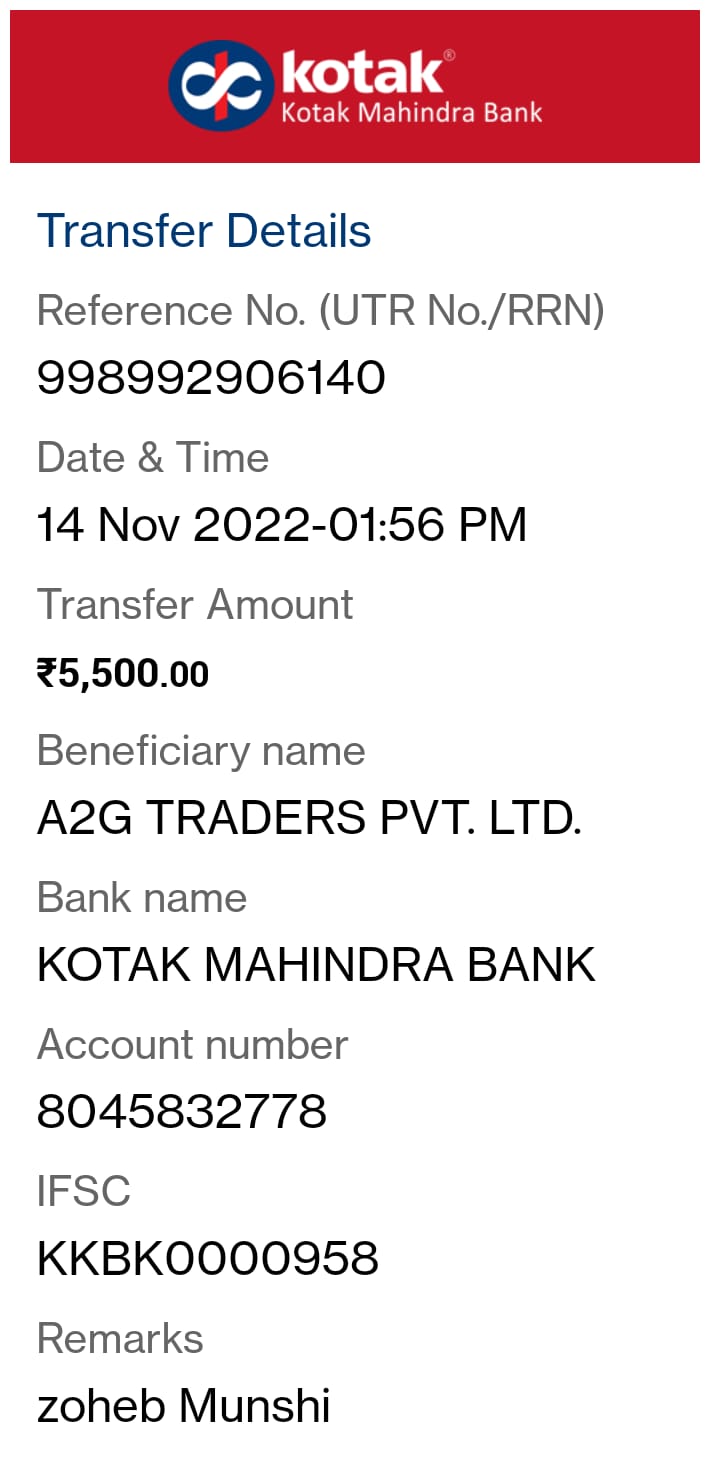 kotak®
Kotak Mahindra Bank
Transfer Details
Reference No. (UTR No./RRN)
998992906140
Date & Time
14 Nov 2022-01:56 PM
Transfer Amount
₹5,500.00
Beneficiary name
A2G TRADERS PVT. LTD.
Bank name
KOTAK MAHINDRA BANK
Account number
8045832778
IFSC
KKBK0000958
Remarks
zoheb Munshi